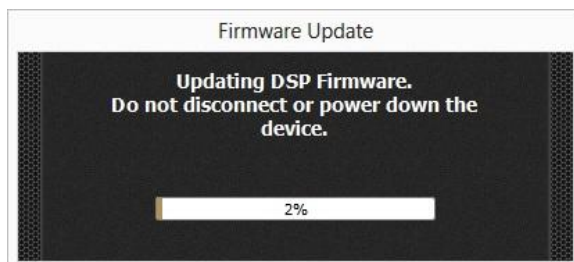 Firmware Update
Updating DSP Firmware.
Do not disconnect or power down the
device.
2%